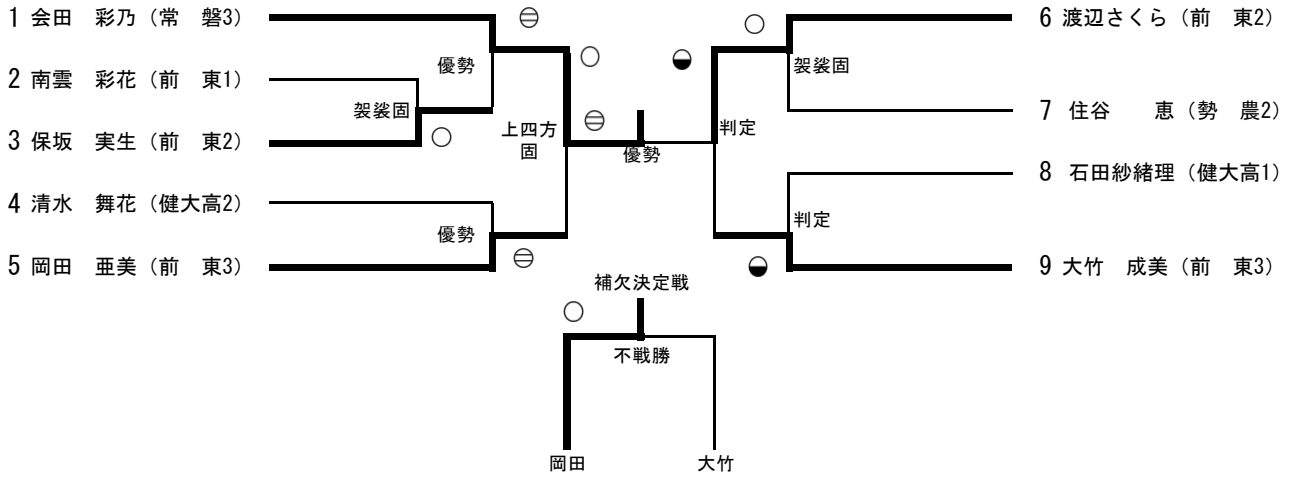 1 会田　彩乃（常　磐3）
2 南雲　彩花（前　東1）
3 保坂　実生（前　東2）
4 清水　舞花（健大高2）
5 岡田　亜美（前　東3）
優勢
袈裟固
優勢
上四方
固
優勢
判定
袈裟固
判定
6 渡辺さくら（前　東2）
7 住谷　　恵（勢　農2）
8 石田紗緒理（健大高1）
9 大竹　成美（前　東3）
補欠決定戦
不戦勝
岡田
大竹